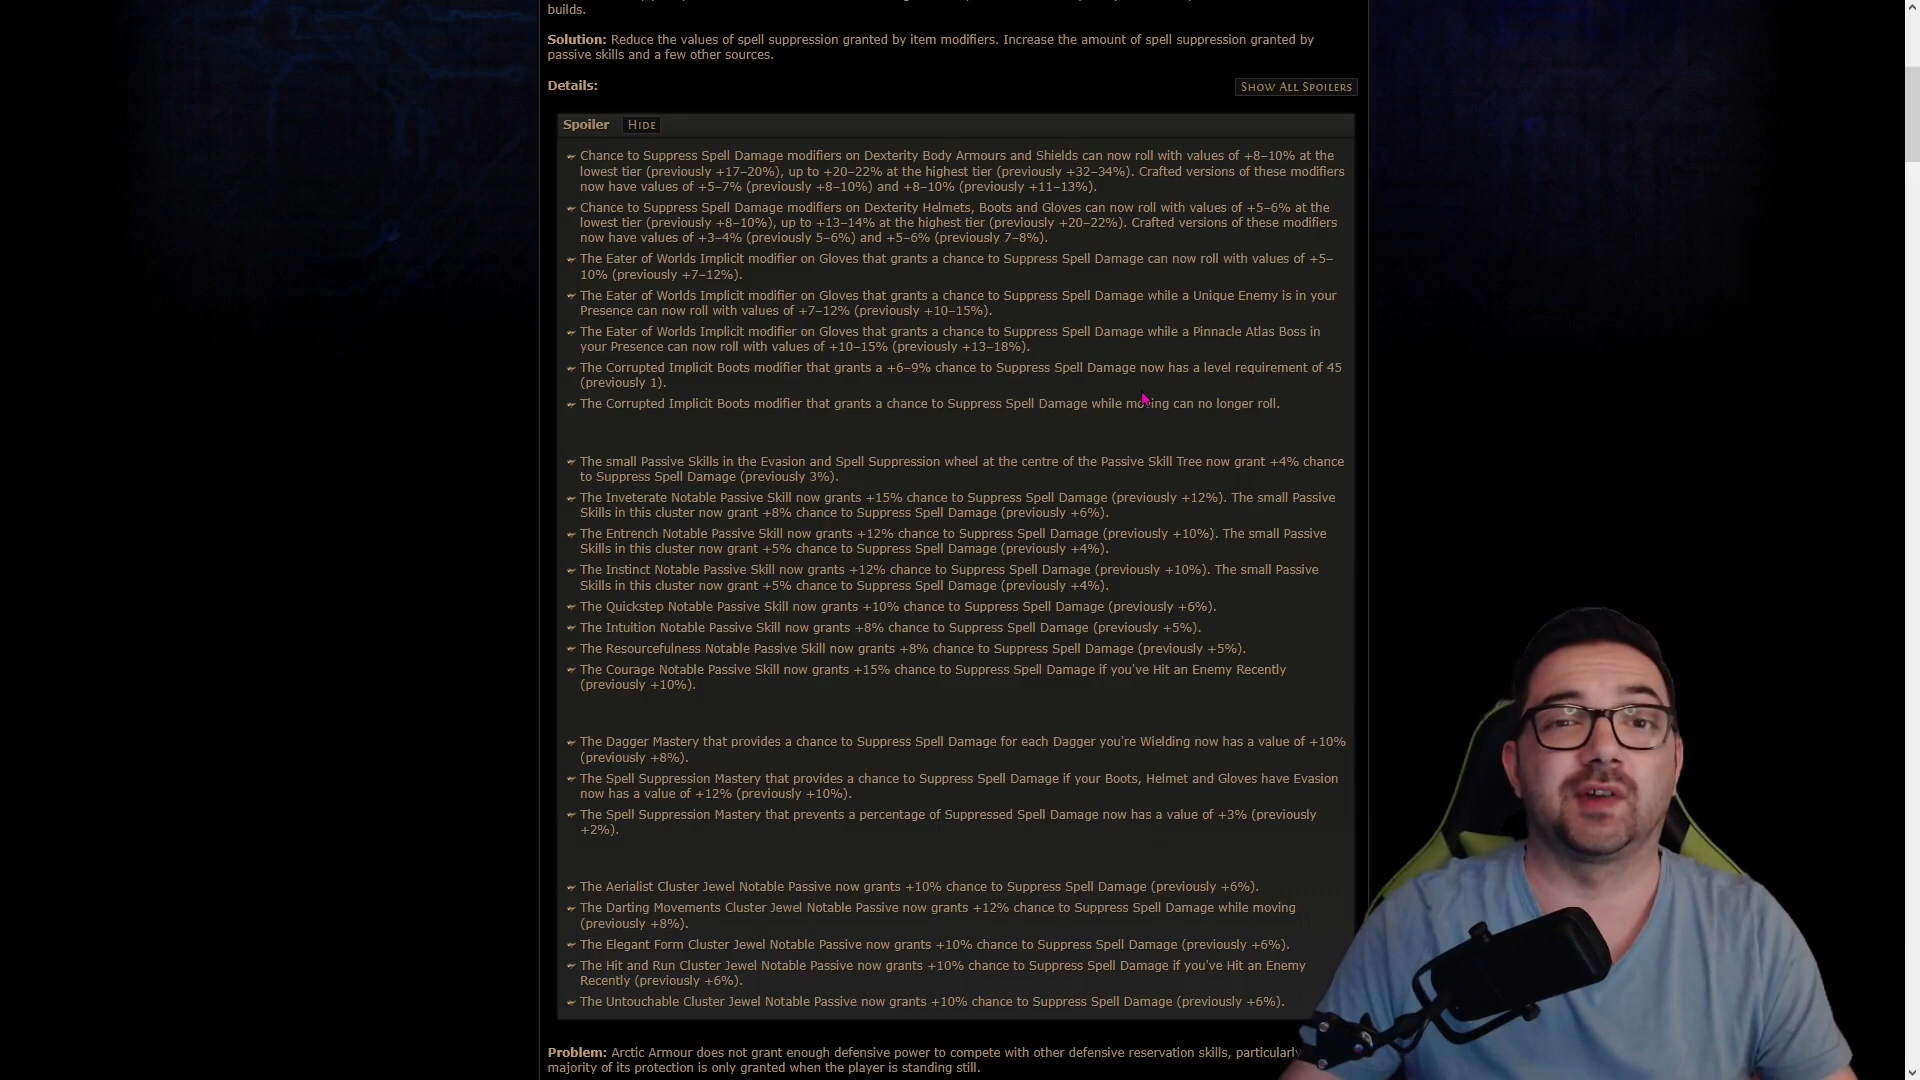 builds.
Solution: Reduce the values of spell suppression granted by item modifiers. Increase the amount of spell suppression granted by
passive skills and a few other sources.
Details:
SHOW ALL SPOILERS
Spoiler HIDE
Chance to Suppress Spell Damage modifiers on Dexterity Body Armours and Shields can now roll with values of +8–10% at the
lowest tier (previously +17–20%), up to +20–22% at the highest tier (previously +32–34%). Crafted versions of these modifiers
now have values of +5–7% (previously +8–10%) and +8–10% (previously +11–13%).
Chance to Suppress Spell Damage modifiers on Dexterity Helmets, Boots and Gloves can now roll with values of +5–6% at the
lowest tier (previously +8–10%), up to +13–14% at the highest tier (previously +20–22%). Crafted versions of these modifiers
now have values of +3–4% (previously 5–6%) and +5–6% (previously 7–8%).
The Eater of Worlds Implicit modifier on Gloves that grants a chance to Suppress Spell Damage can now roll with values of +5–
10% (previously +7–12%).
The Eater of Worlds Implicit modifier on Gloves that grants a chance to Suppress Spell Damage while a Unique Enemy is in your
Presence can now roll with values of +7–12% (previously +10–15%).
The Eater of Worlds Implicit modifier on Gloves that grants a chance to Suppress Spell Damage while a Pinnacle Atlas Boss in
your Presence can now roll with values of +10–15% (previously +13–18%).
The Corrupted Implicit Boots modifier that grants a +6–9% chance to Suppress Spell Damage now has a level requirement of 45
(previously 1).
The Corrupted Implicit Boots modifier that grants a chance to Suppress Spell Damage while moving can no longer roll.
The small Passive Skills in the Evasion and Spell Suppression wheel at the centre of the Passive Skill Tree now grant +4% chance
to Suppress Spell Damage (previously 3%).
The Inveterate Notable Passive Skill now grants +15% chance to Suppress Spell Damage (previously +12%). The small Passive
Skills in this cluster now grant +8% chance to Suppress Spell Damage (previously +6%).
The Entrench Notable Passive Skill now grants +12% chance to Suppress Spell Damage (previously +10%). The small Passive
Skills in this cluster now grant +5% chance to Suppress Spell Damage (previously +4%).
The Instinct Notable Passive Skill now grants +12% chance to Suppress Spell Damage (previously +10%). The small Passive
Skills in this cluster now grant +5% chance to Suppress Spell Damage (previously +4%).
The Quickstep Notable Passive Skill now grants +10% chance to Suppress Spell Damage (previously +6%).
The Intuition Notable Passive Skill now grants +8% chance to Suppress Spell Damage (previously +5%).
The Resourcefulness Notable Passive Skill now grants +8% chance to Suppress Spell Damage (previously +5%).
The Courage Notable Passive Skill now grants +15% chance to Suppress Spell Damage if you've Hit an Enemy Recently
(previously +10%).
The Dagger Mastery that provides a chance to Suppress Spell Damage for each Dagger you're Wielding now has a value of +10%
(previously +8%).
The Spell Suppression Mastery that provides a chance to Suppress Spell Damage if your Boots, Helmet and Gloves have Evasion
now has a value of +12% (previously +10%).
The Spell Suppression Mastery that prevents a percentage of Suppressed Spell Damage now has a value of +3% (previously
+2%).
The Aerialist Cluster Jewel Notable Passive now grants +10% chance to Suppress Spell Damage (previously +6%).
The Darting Movements Cluster Jewel Notable Passive now grants +12% chance to Suppress Spell Damage while moving
(previously +8%).
The Elegant Form Cluster Jewel Notable Passive now grants +10% chance to Suppress Spell Damage (previously +6%).
The Hit and Run Cluster Jewel Notable Passive now grants +10% chance to Suppress Spell Damage if you've Hit an Enemy
Recently (previously +6%).
The Untouchable Cluster Jewel Notable Passive now grants +10% chance to Suppress Spell Damage (previously +6%).
Problem: Arctic Armour does not grant enough defensive power to compete with other defensive reservation skills, particularly
majority of its protection is only granted when the player is standing still.